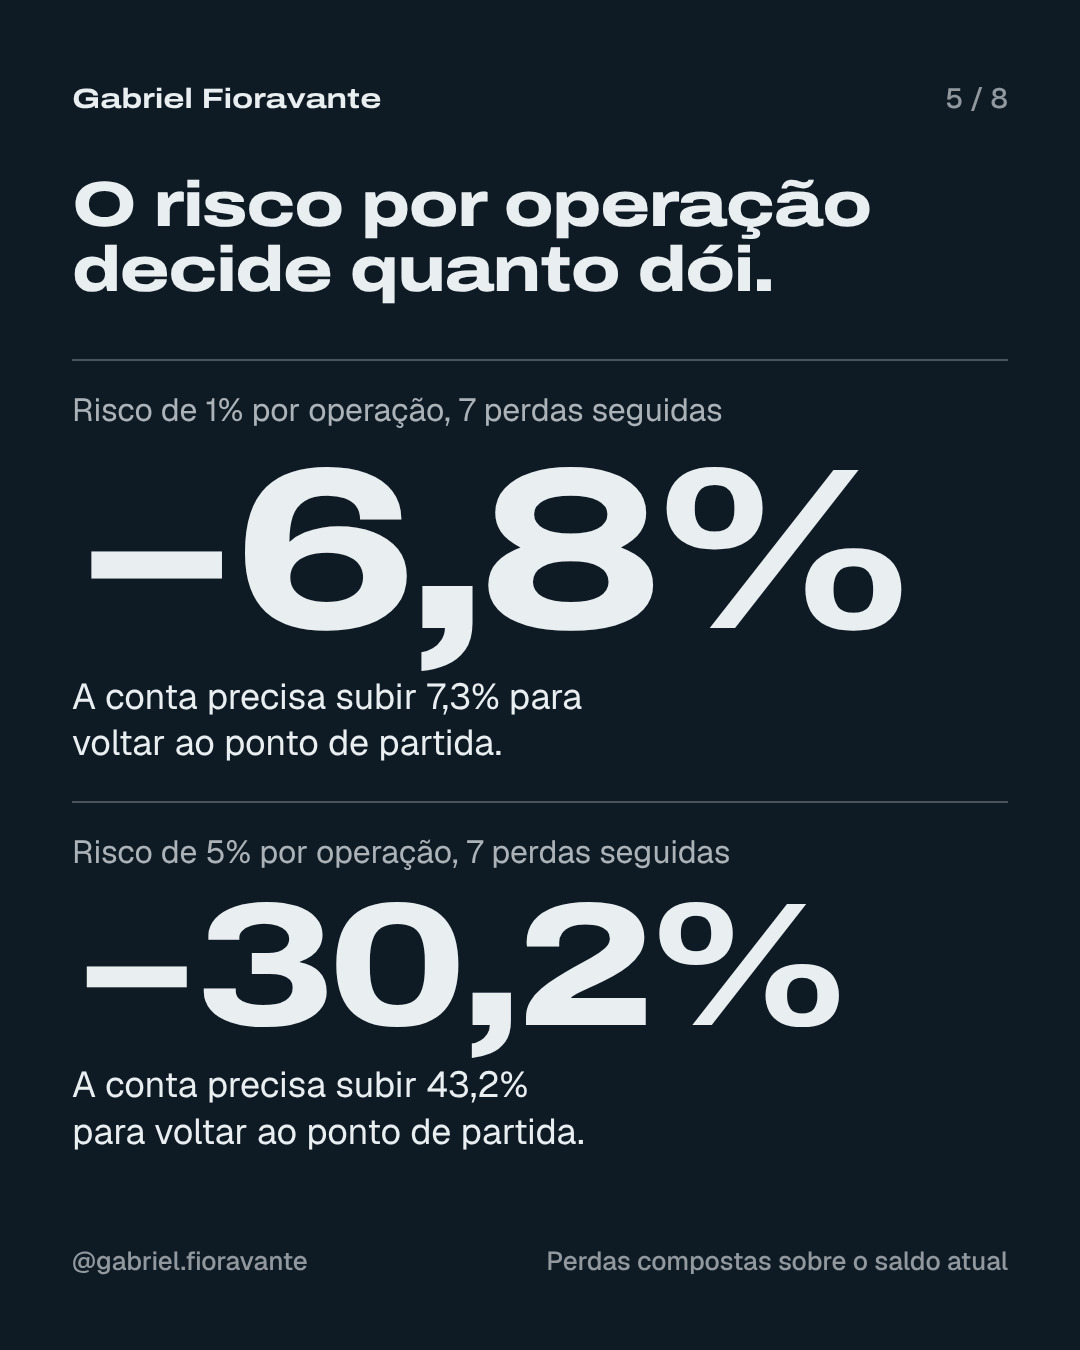 Gabriel Fioravante
5 / 8
O risco por operação
decide quanto dói.
Risco de 1% por operação, 7 perdas seguidas
–6,8%
A conta precisa subir 7,3% para
voltar ao ponto de partida.
Risco de 5% por operação, 7 perdas seguidas
–30,2%
A conta precisa subir 43,2%
para voltar ao ponto de partida.
@gabriel.fioravante
Perdas compostas sobre o saldo atual